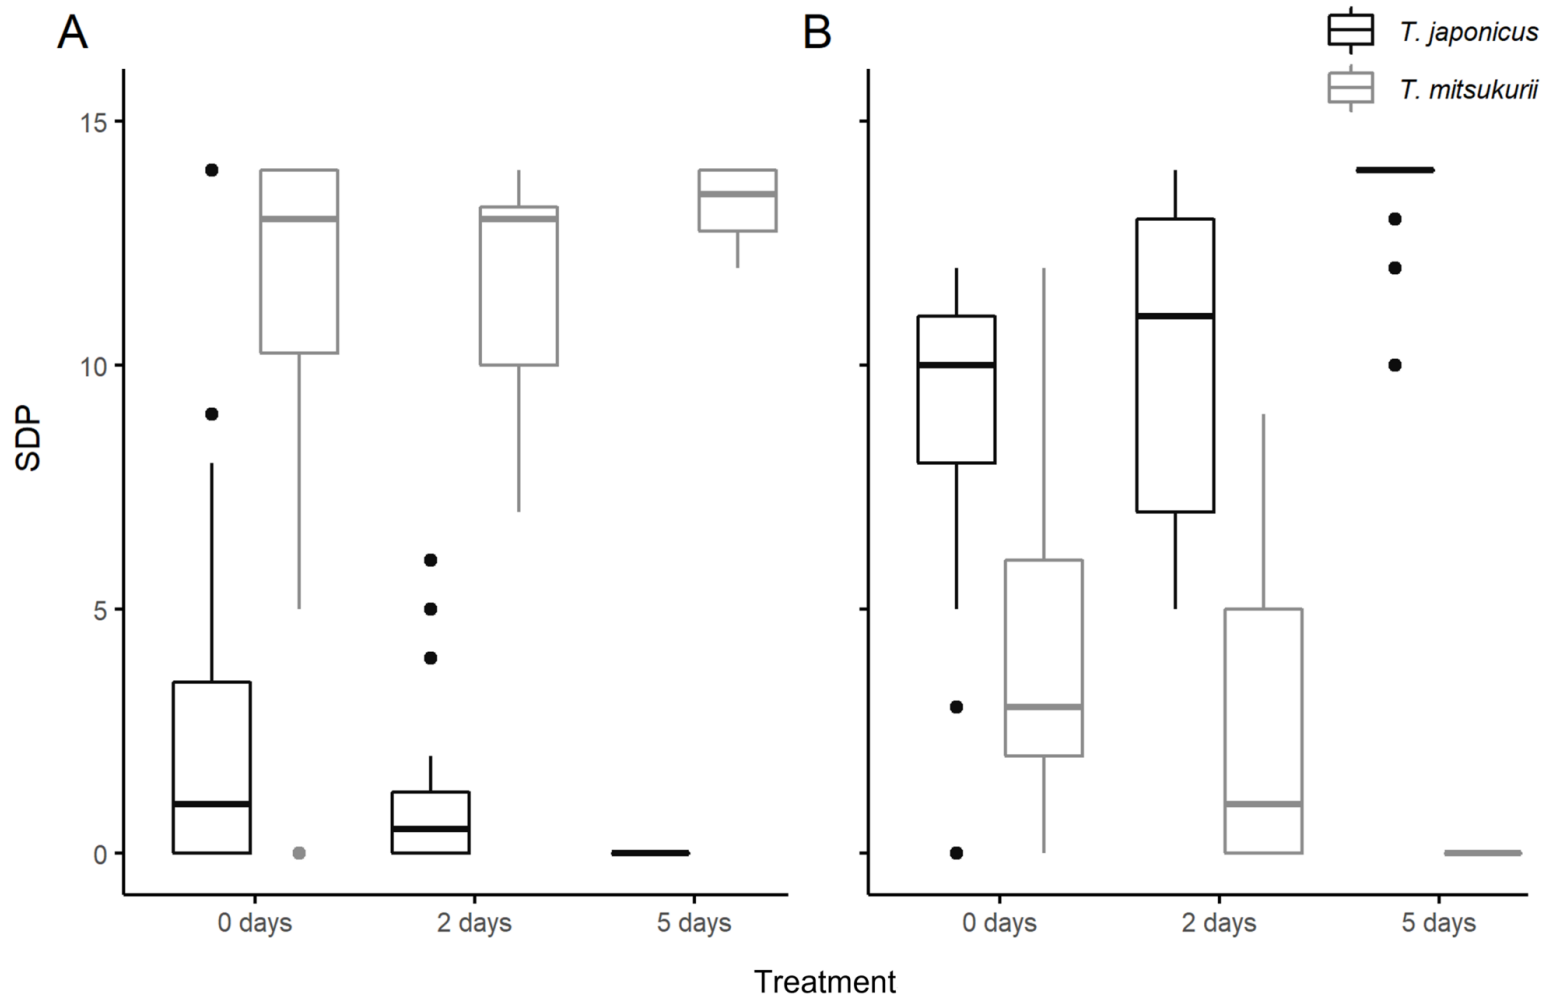 A
B
T. japonicus
T. mitsukurii
15
10
5
0
SDP
0 days
2 days
5 days
0 days
2 days
5 days
Treatment